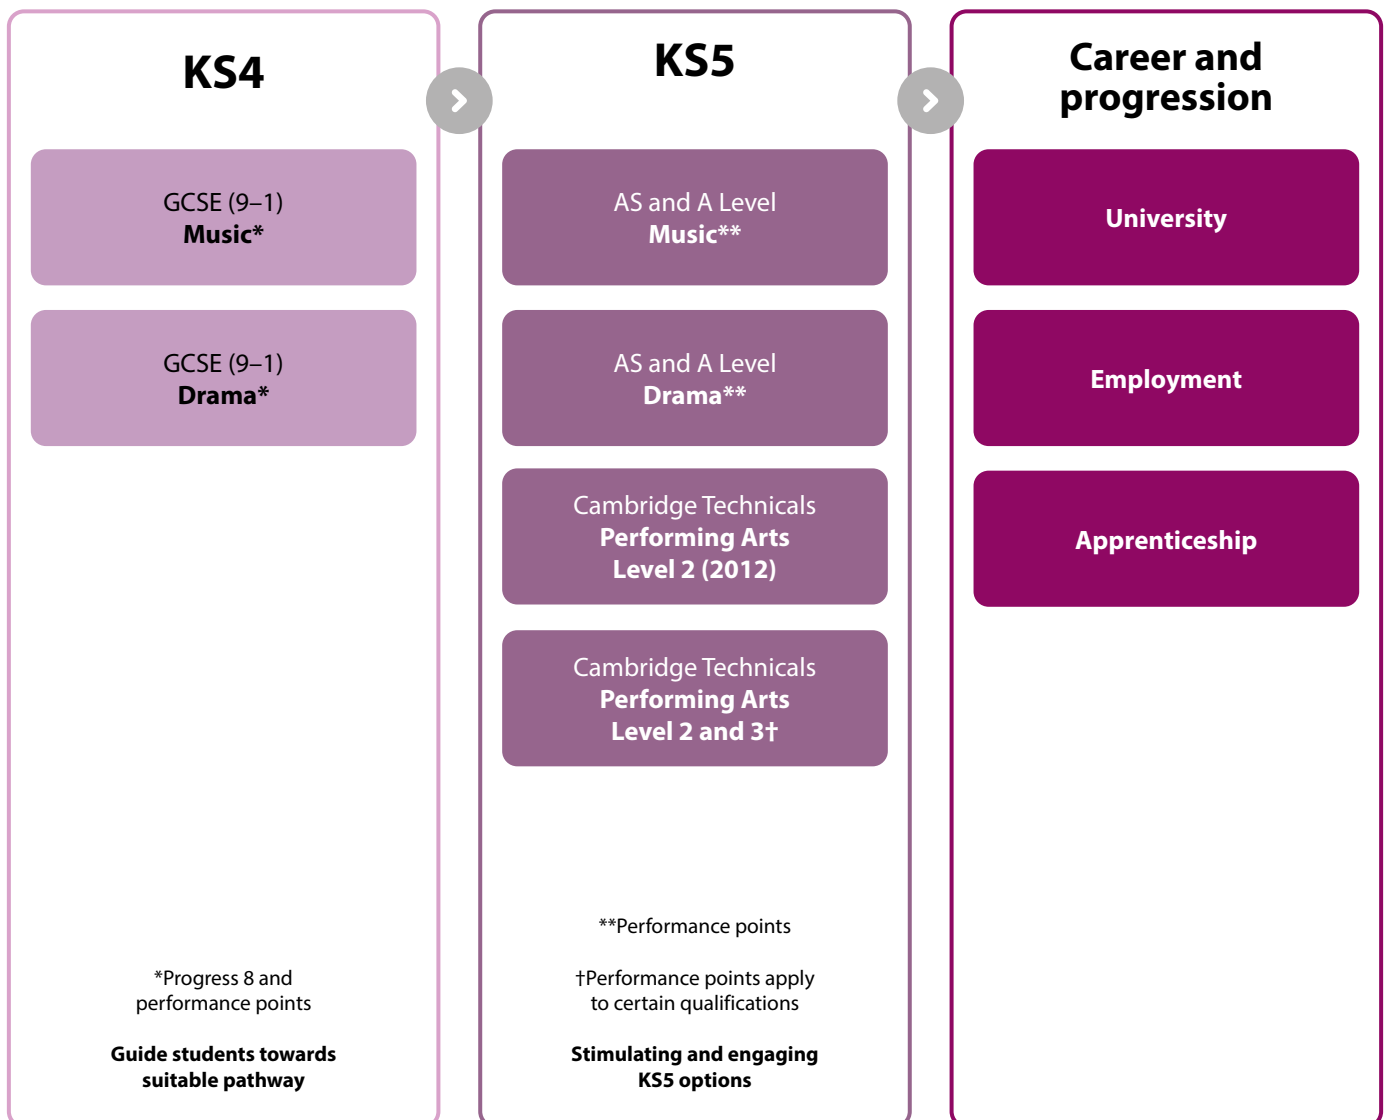 KS4
GCSE (9–1)
Music*
GCSE (9–1)
Drama*
*Progress 8 and
performance points
Guide students towards
suitable pathway
KS5
AS and A Level
Music**
AS and A Level
Drama**
Cambridge Technicals
Performing Arts
Level 2 (2012)
Cambridge Technicals
Performing Arts
Level 2 and 3†
**Performance points
†Performance points apply
to certain qualifications
Stimulating and engaging
KS5 options
Career and
progression
University
Employment
Apprenticeship